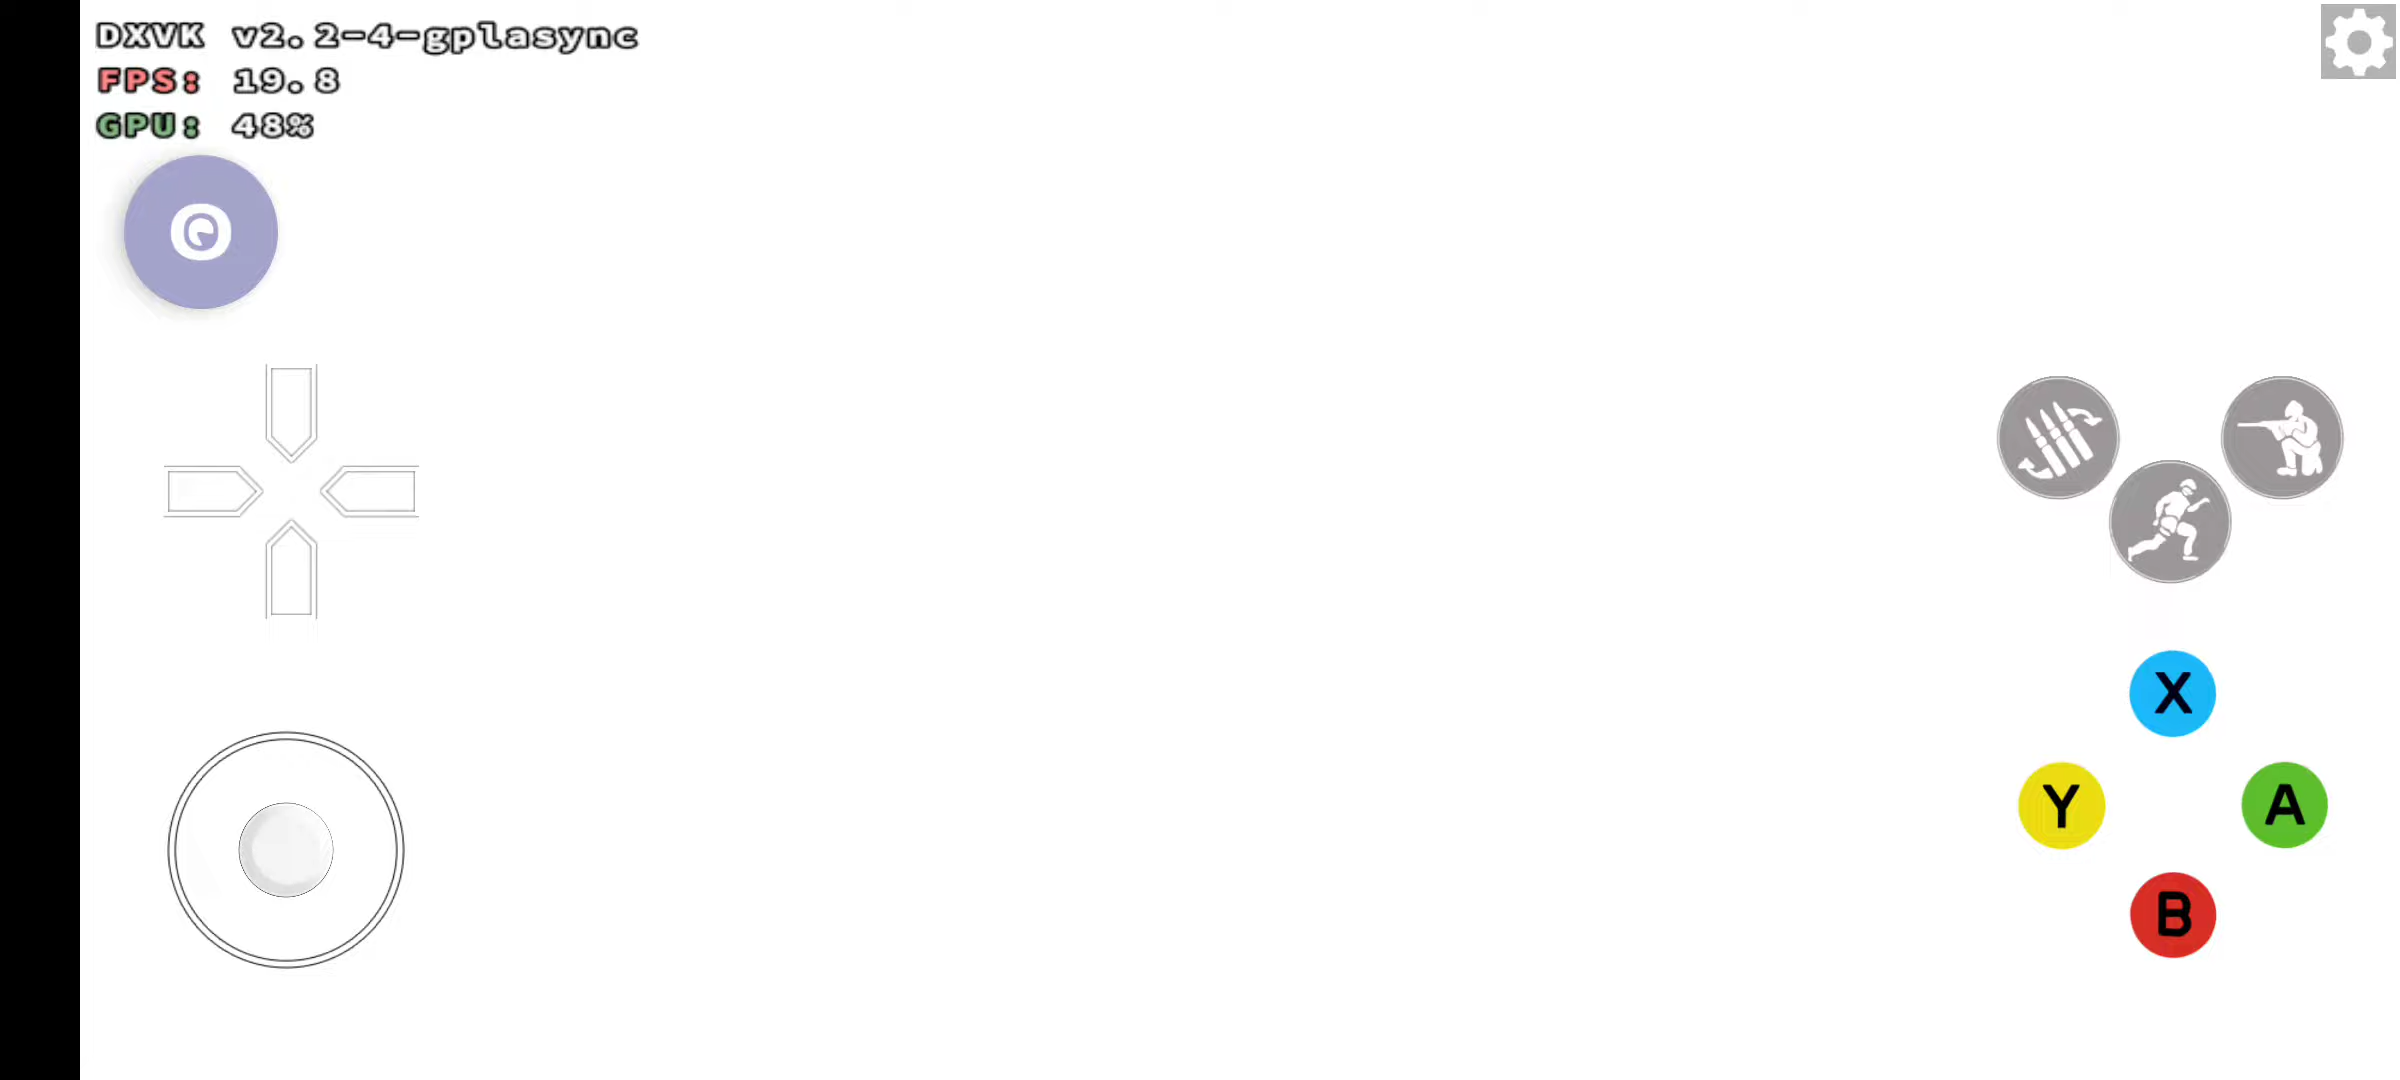 DXVK v2.2-4-gplasync
FPS: 19.8
GPU: 48%
X
Y
A
B